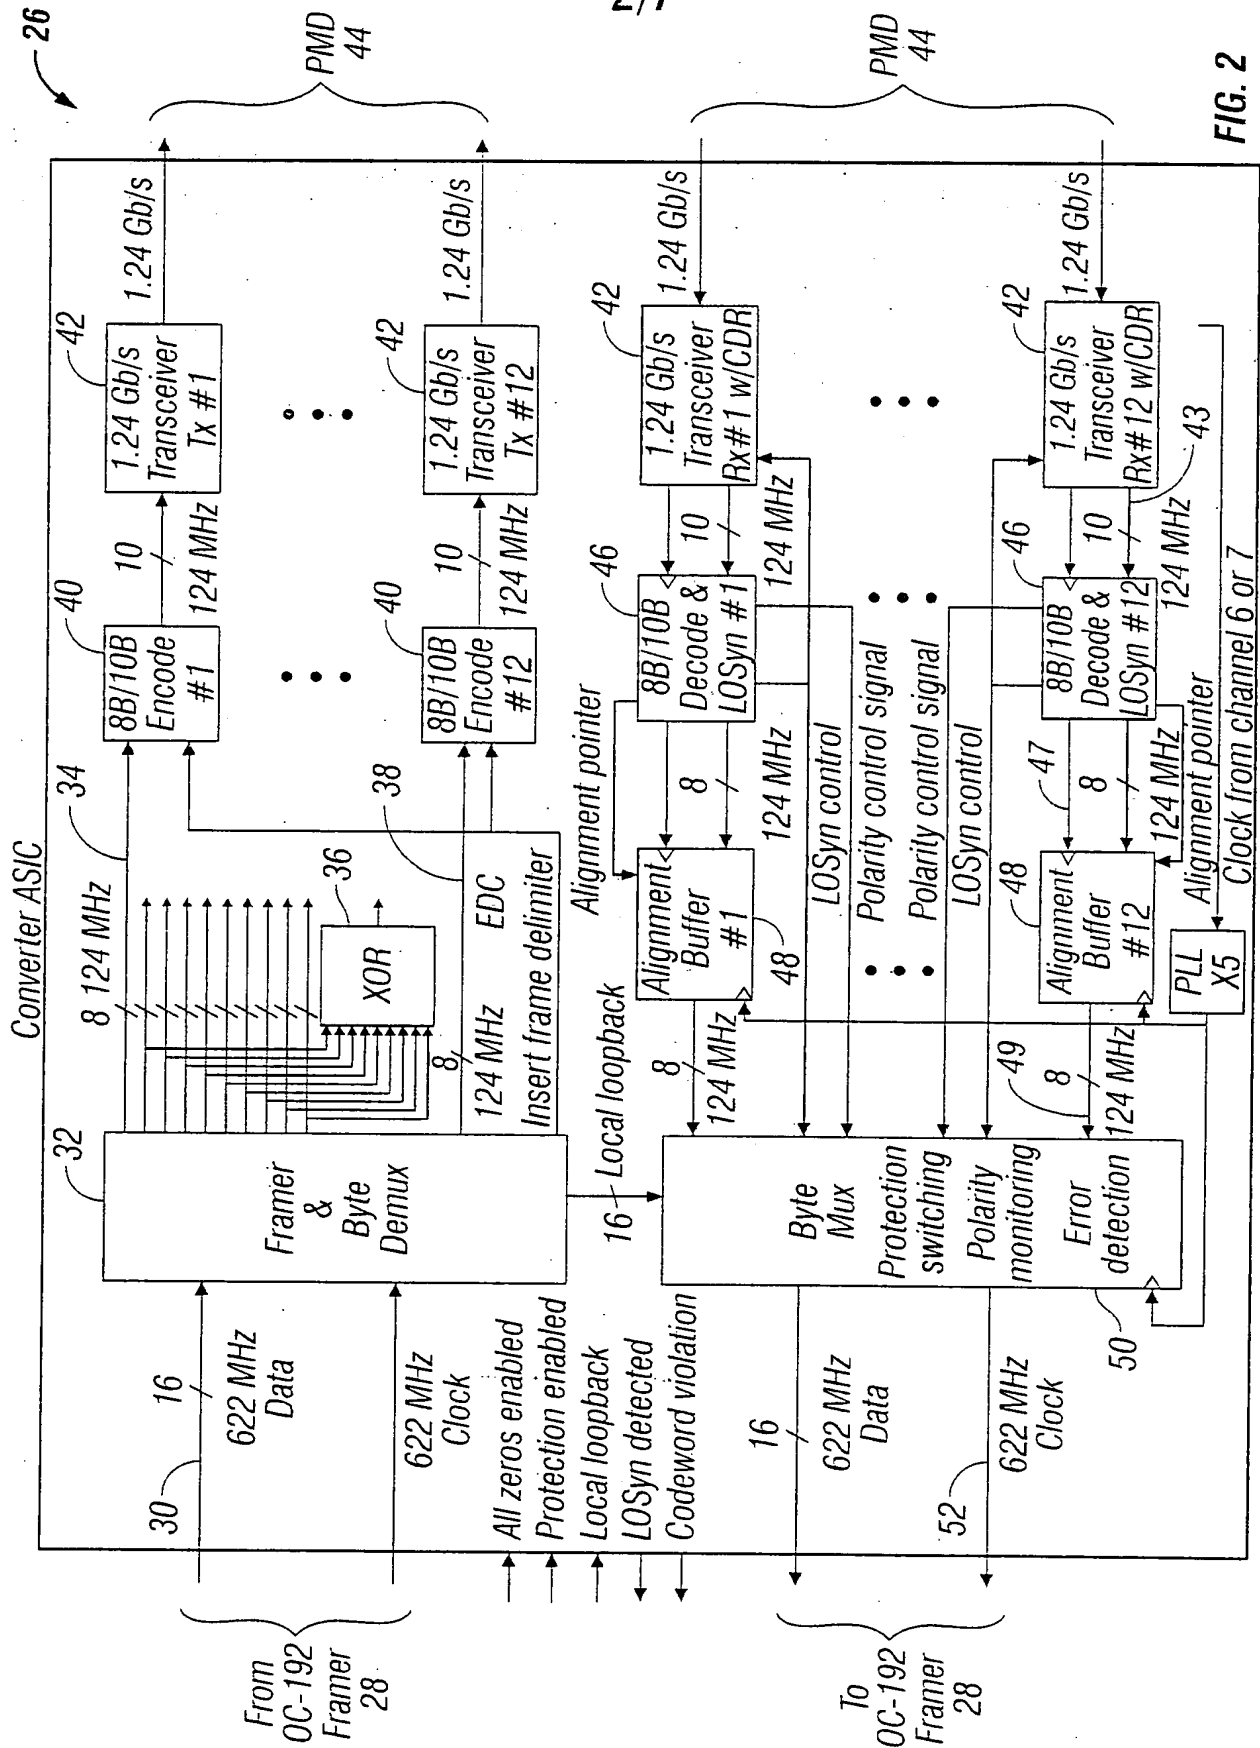 2/7
26
Converter ASIC
From
OC-192
Framer
28
30
16
622 MHz
Data
622 MHz
Clock
32
Framer
&
Byte
Demux
8
124 MHz
34
XOR
36
8
124 MHz
EDC
38
Insert frame delimiter
40
8B/10B
Encode
#1
10
124 MHz
42
1.24 Gb/s
Transceiver
Tx #1
1.24 Gb/s
40
8B/10B
Encode
#12
10
124 MHz
42
1.24 Gb/s
Transceiver
Tx #12
1.24 Gb/s
PMD
44
All zeros enabled
Protection enabled
Local loopback
LOSyn detected
Codeword violation
16
Local loopback
To
OC-192
Framer
28
16
622 MHz
Data
52
622 MHz
Clock
50
Byte
Mux
Protection
switching
Polarity
monitoring
Error
detection
8
124 MHz
Alignment
Buffer
#1
48
Alignment pointer
8
124 MHz
46
8B/10B
Decode &
LOSyn #1
10
124 MHz
42
1.24 Gb/s
Transceiver
Rx#1 w/CDR
1.24 Gb/s
LOSyn control
Polarity control signal
Polarity control signal
LOSyn control
49
8
124 MHz
48
Alignment
Buffer
#12
47
8
124 MHz
Alignment pointer
46
8B/10B
Decode &
LOSyn #12
10
124 MHz
43
42
1.24 Gb/s
Transceiver
Rx#12 w/CDR
1.24 Gb/s
PMD
44
PLL
X5
Clock from channel 6 or 7
FIG. 2